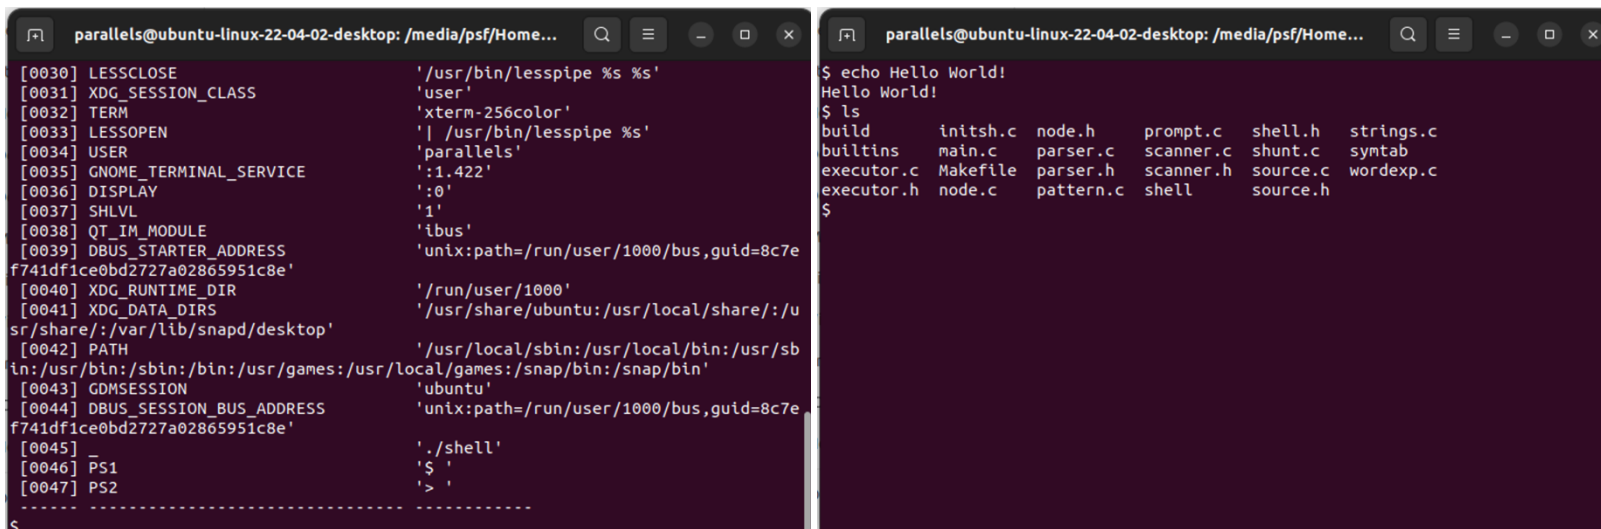 parallels@ubuntu-linux-22-04-02-desktop: /media/psf/Home...
[0030] LESSCLOSE '/usr/bin/lesspipe %s %s'
[0031] XDG_SESSION_CLASS 'user'
[0032] TERM 'xterm-256color'
[0033] LESSOPEN '| /usr/bin/lesspipe %s'
[0034] USER 'parallels'
[0035] GNOME_TERMINAL_SERVICE ':1.422'
[0036] DISPLAY ':0'
[0037] SHLVL '1'
[0038] QT_IM_MODULE 'ibus'
[0039] DBUS_STARTER_ADDRESS 'unix:path=/run/user/1000/bus,guid=8c7e
f741df1ce0bd2727a02865951c8e'
[0040] XDG_RUNTIME_DIR '/run/user/1000'
[0041] XDG_DATA_DIRS '/usr/share/ubuntu:/usr/local/share/:/u
sr/share/:/var/lib/snapd/desktop'
[0042] PATH '/usr/local/sbin:/usr/local/bin:/usr/sb
in:/usr/bin:/sbin:/bin:/usr/games:/usr/local/games:/snap/bin:/snap/bin'
[0043] GDMSESSION 'ubuntu'
[0044] DBUS_SESSION_BUS_ADDRESS 'unix:path=/run/user/1000/bus,guid=8c7e
f741df1ce0bd2727a02865951c8e'
[0045] _ './shell'
[0046] PS1 '$ '
[0047] PS2 '> '
------ -------------------------------- ------------
$
parallels@ubuntu-linux-22-04-02-desktop: /media/psf/Home...
$ echo Hello World!
Hello World!
$ ls
build initsh.c node.h prompt.c shell.h strings.c
builtins main.c parser.c scanner.c shunt.c symtab
executor.c Makefile parser.h scanner.h source.c wordexp.c
executor.h node.c pattern.c shell source.h
$